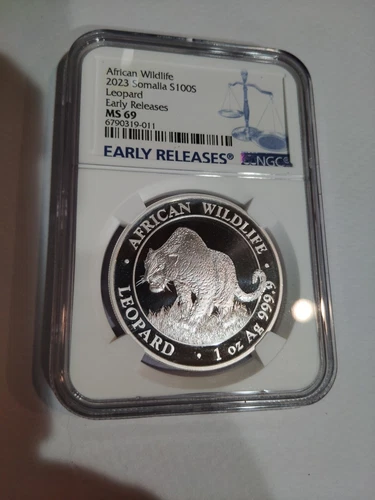 African Wildlife
2023 Somalia S100S
Leopard
Early Releases
MS 69
6790319-011
EARLY RELEASES®
NGC®
AFRICAN WILDLIFE
LEOPARD • 1 oz Ag 999.9